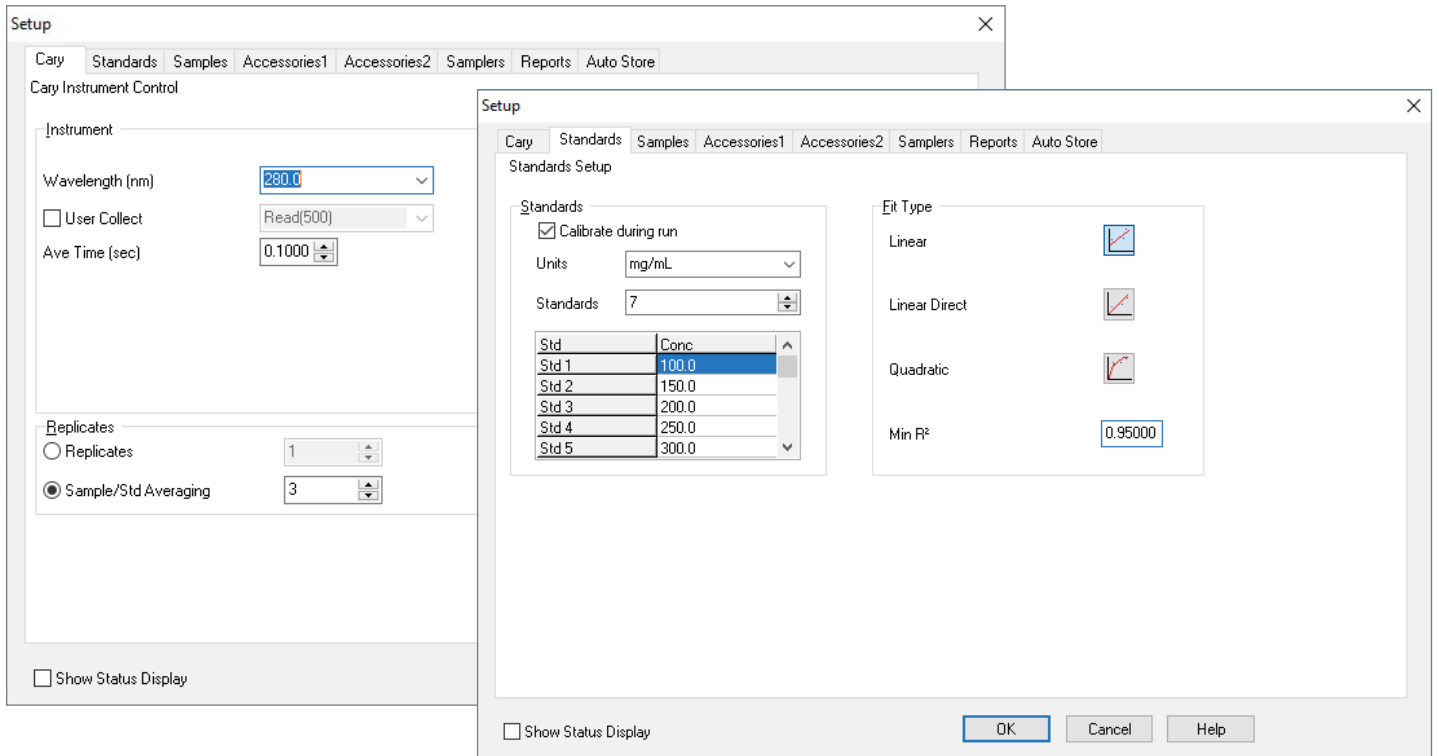 Setup
Cary Standards Samples Accessories1 Accessories2 Samplers Reports Auto Store
Cary Instrument Control
Instrument
Wavelength (nm) 280.0
User Collect Read(500)
Ave Time (sec) 0.1000
Replicates
Replicates 1
Sample/Std Averaging 3
Show Status Display
Setup
Cary Standards Samples Accessories1 Accessories2 Samplers Reports Auto Store
Standards Setup
Standards
Calibrate during run
Units mg/mL
Standards 7
Std Conc
Std 1 100.0
Std 2 150.0
Std 3 200.0
Std 4 250.0
Std 5 300.0
Fit Type
Linear
Linear Direct
Quadratic
Min R² 0.95000
Show Status Display
OK Cancel Help